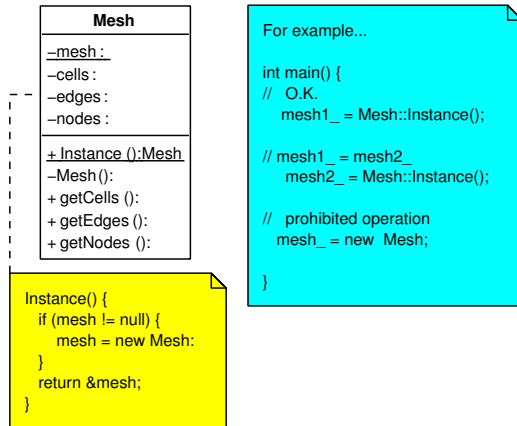 Mesh
−mesh :
−cells :
−edges :
−nodes :
+ Instance ():Mesh
−Mesh():
+ getCells ():
+ getEdges ():
+ getNodes ():
Instance() {
if (mesh != null) {
mesh = new Mesh:
}
return &mesh;
}
For example...
int main() {
// O.K.
mesh1_ = Mesh::Instance();
// mesh1_ = mesh2_
mesh2_ = Mesh::Instance();
// prohibited operation
mesh_ = new Mesh;
}